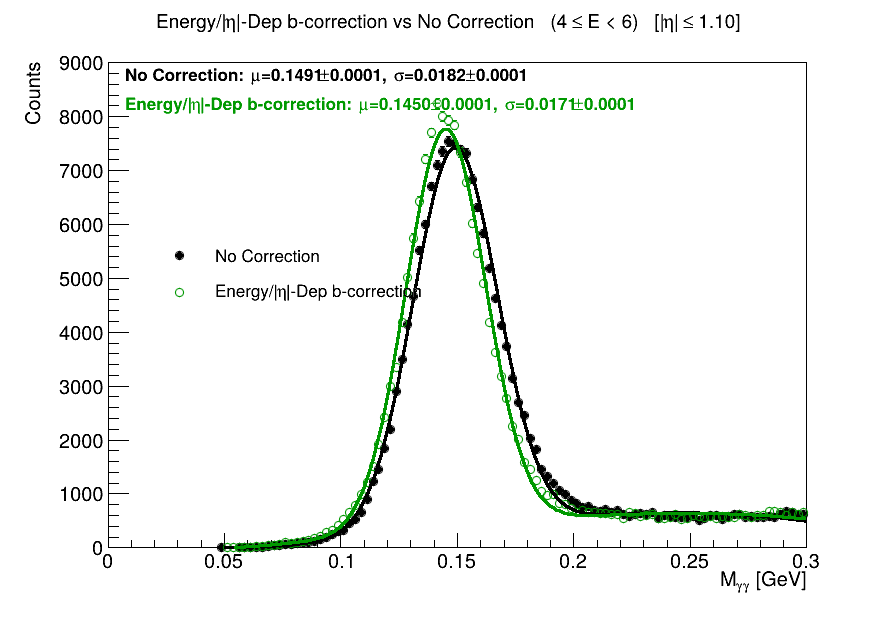 Energy/|η|-Dep b-correction vs No Correction (4 ≤ E < 6) [|η| ≤ 1.10]
No Correction: μ=0.1491±0.0001, σ=0.0182±0.0001
Energy/|η|-Dep b-correction: μ=0.1450±0.0001, σ=0.0171±0.0001
Counts
9000
8000
7000
6000
5000
4000
3000
2000
1000
0
No Correction
Energy/|η|-Dep b-correction
0 0.05 0.1 0.15 0.2 0.25 0.3
Mγγ [GeV]